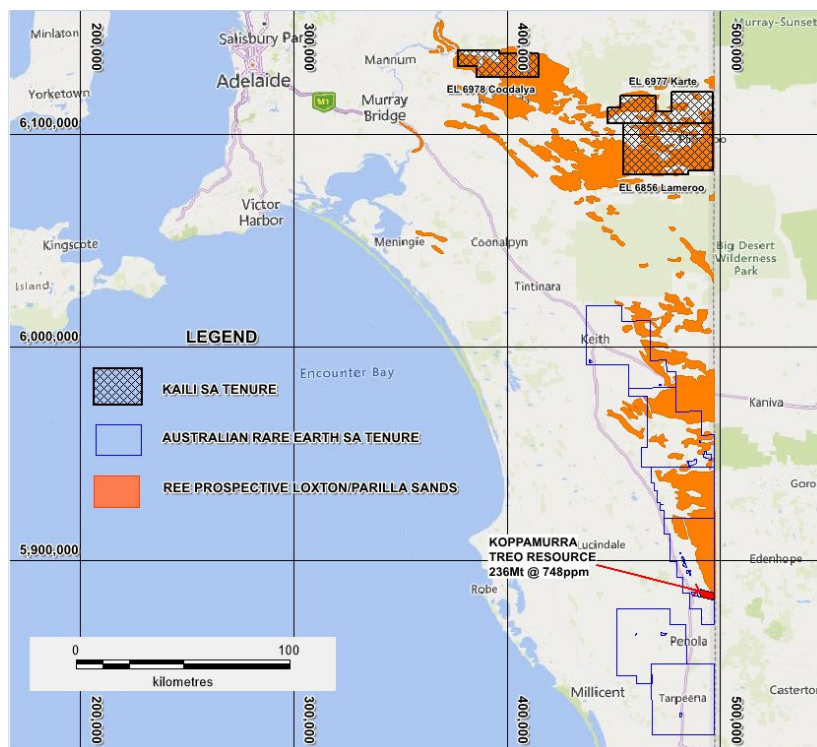 200,000
300,000
400,000
500,000
Minlaton
Salisbury Par
Murray-Sunset
Mannum
Adelaide
EL 6977 Karte
EL 6978 Coodalya
Yorketown
M1
Murray
Bridge
6,100,000
EL 6856 Lameroo
Victor
Harbor
Kingscote
Meningie
Coonalpyn
Big Desert
Wilderness
Park
Island
Tintinara
6,000,000
LEGEND
Keith
Encounter Bay
KAILI SA TENURE
Kaniva
AUSTRALIAN RARE EARTH SA TENURE
REE PROSPECTIVE LOXTON/PARILLA SANDS
Goro
5,900,000
KOPPAMURRA
TREO RESOURCE
236Mt @ 748ppm
Lucindale
Edenhope
Robe
0 100
kilometres
Penola
Millicent
Tarpeena
Casterton
200,000
300,000
400,000
500,000